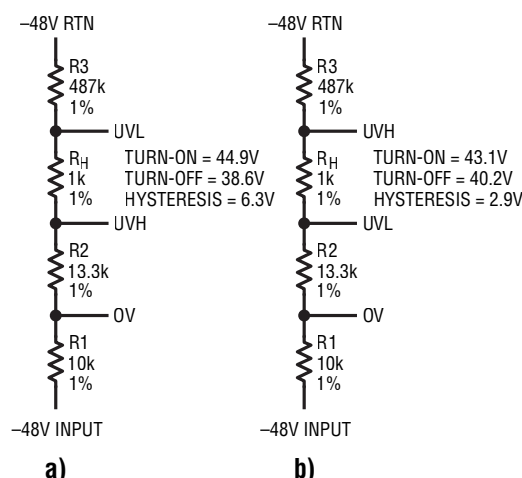 –48V RTN
R3
487k
1%
UVL
RH
1k
1%
TURN-ON = 44.9V
TURN-OFF = 38.6V
HYSTERESIS = 6.3V
UVH
R2
13.3k
1%
OV
R1
10k
1%
–48V INPUT
a)
–48V RTN
R3
487k
1%
UVH
RH
1k
1%
TURN-ON = 43.1V
TURN-OFF = 40.2V
HYSTERESIS = 2.9V
UVL
R2
13.3k
1%
OV
R1
10k
1%
–48V INPUT
b)